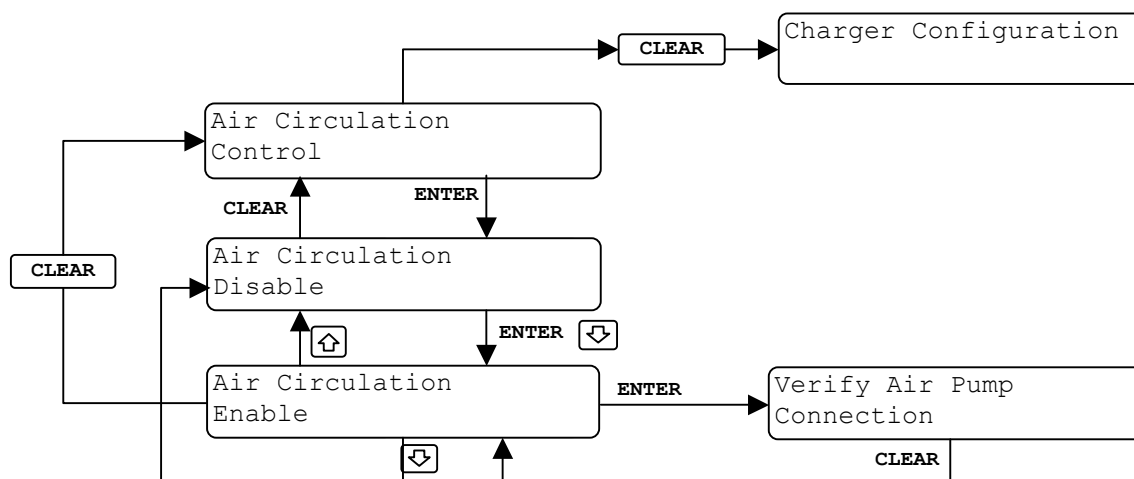 Charger Configuration
CLEAR
Air Circulation
Control
CLEAR
ENTER
Air Circulation
Disable
CLEAR
ENTER
Air Circulation
Enable
ENTER
Verify Air Pump
Connection
CLEAR